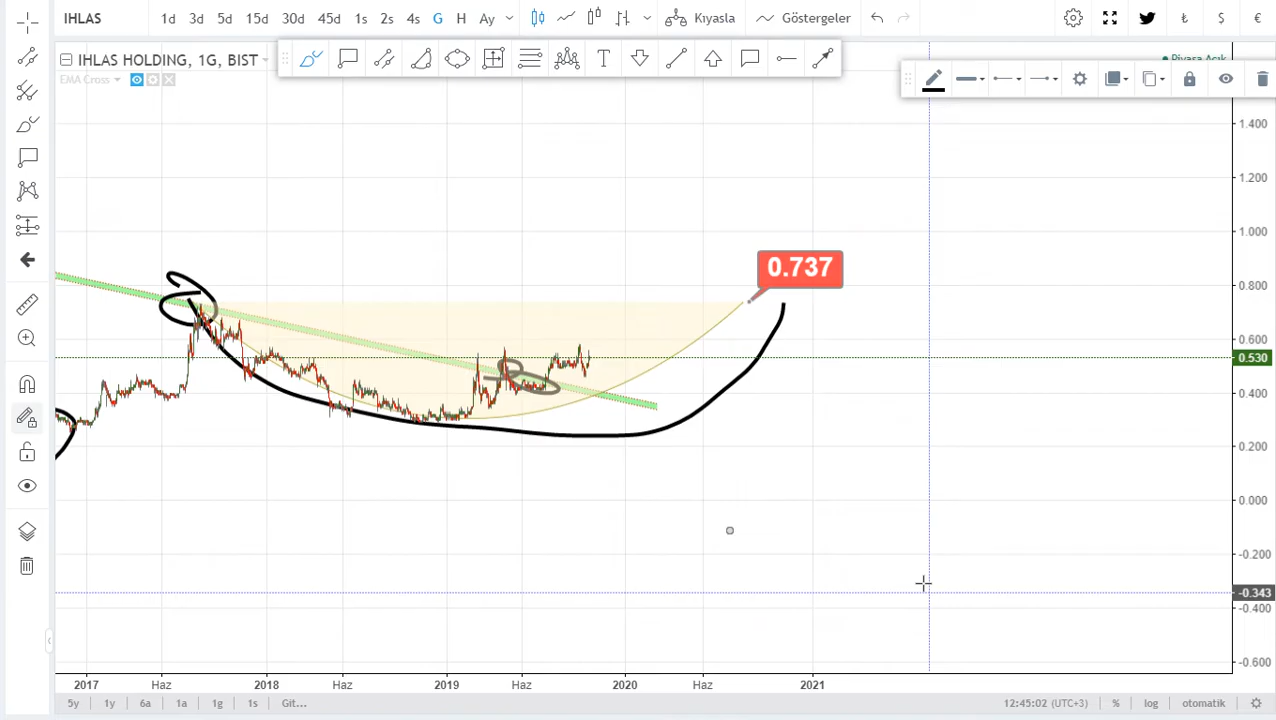 IHLAS 1d 3d 5d 15d 30d 45d 1s 2s 4s G H Ay Kıyasla Göstergeler ₺ $ €
IHLAS HOLDING, 1G, BIST
Piyasa Açık
EMA Cross
1.400
1.200
1.000
0.800
0.737
0.600
0.530
0.400
0.200
0.000
-0.200
-0.343
-0.400
-0.600
2017 Haz 2018 Haz 2019 Haz 2020 Haz 2021
5y 1y 6a 1a 1g 1s Git... 12:45:02 (UTC+3) % log otomatik